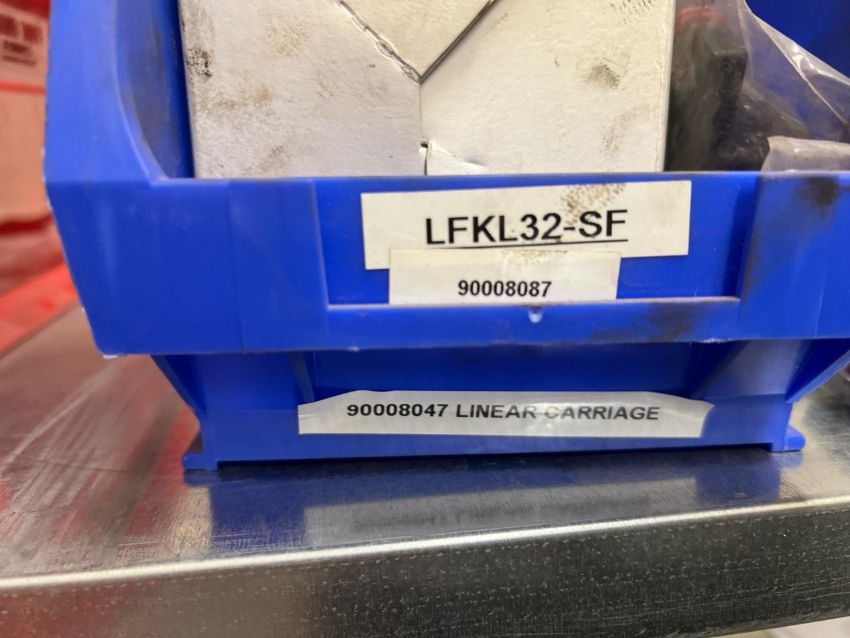 LFKL32-SF
90008087
90008047 LINEAR CARRIAGE